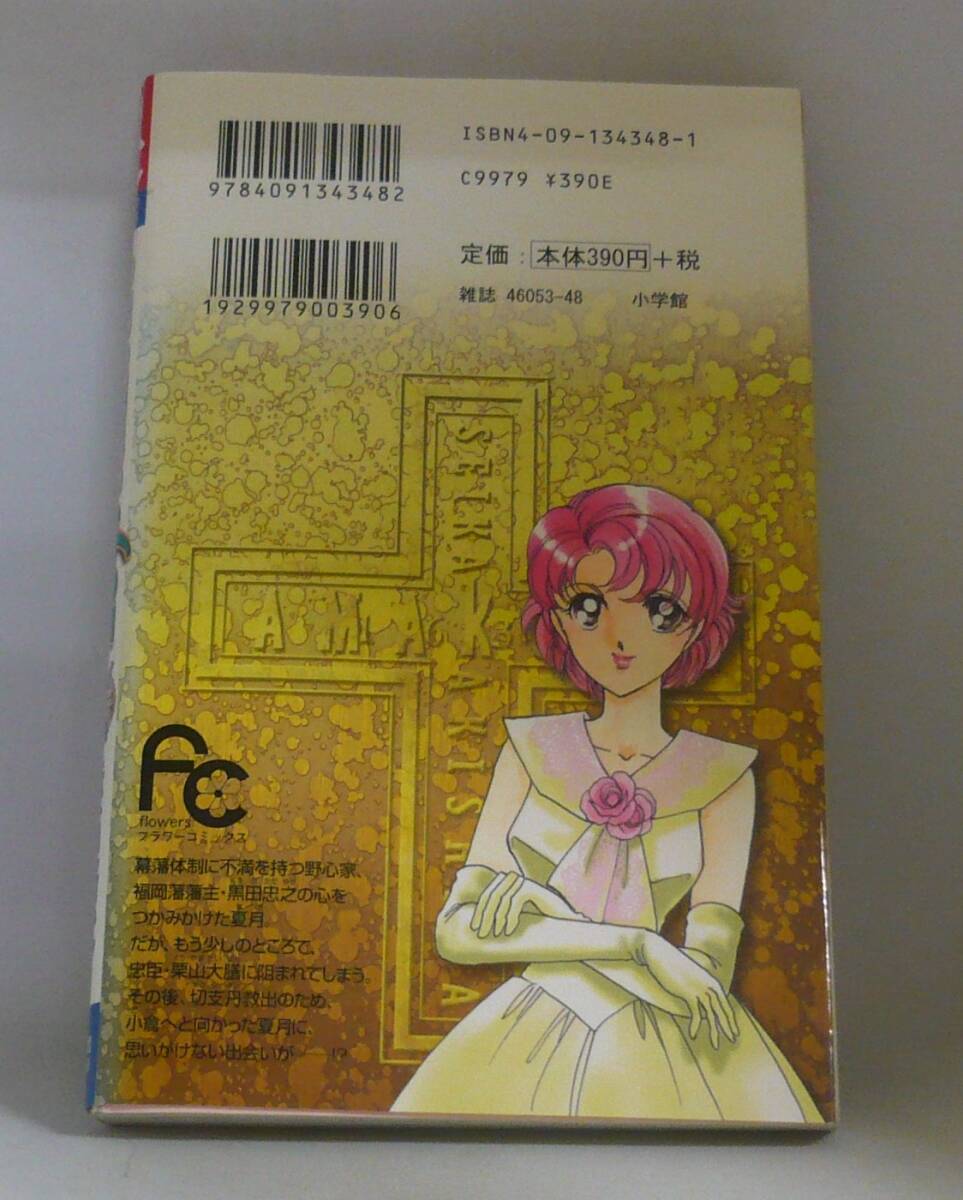 ISBN4-09-134348-1
9784091343482
C9979 ¥390E
定価:本体390円+税
雑誌 46053-48 小学館
1929979003906
SEIKA
AMA
AKISA
FC
flowers
フラワーコミックス
幕藩体制に不満を持つ野心家、
福岡藩藩主・黒田忠之の心を
つかみかけた夏月。
だが、もう少しのところで、
忠臣・栗山大膳に阻まれてしまう。
その後、切支丹救出のため、
小倉へと向かった夏月に、
思いがけない出会いが──!?